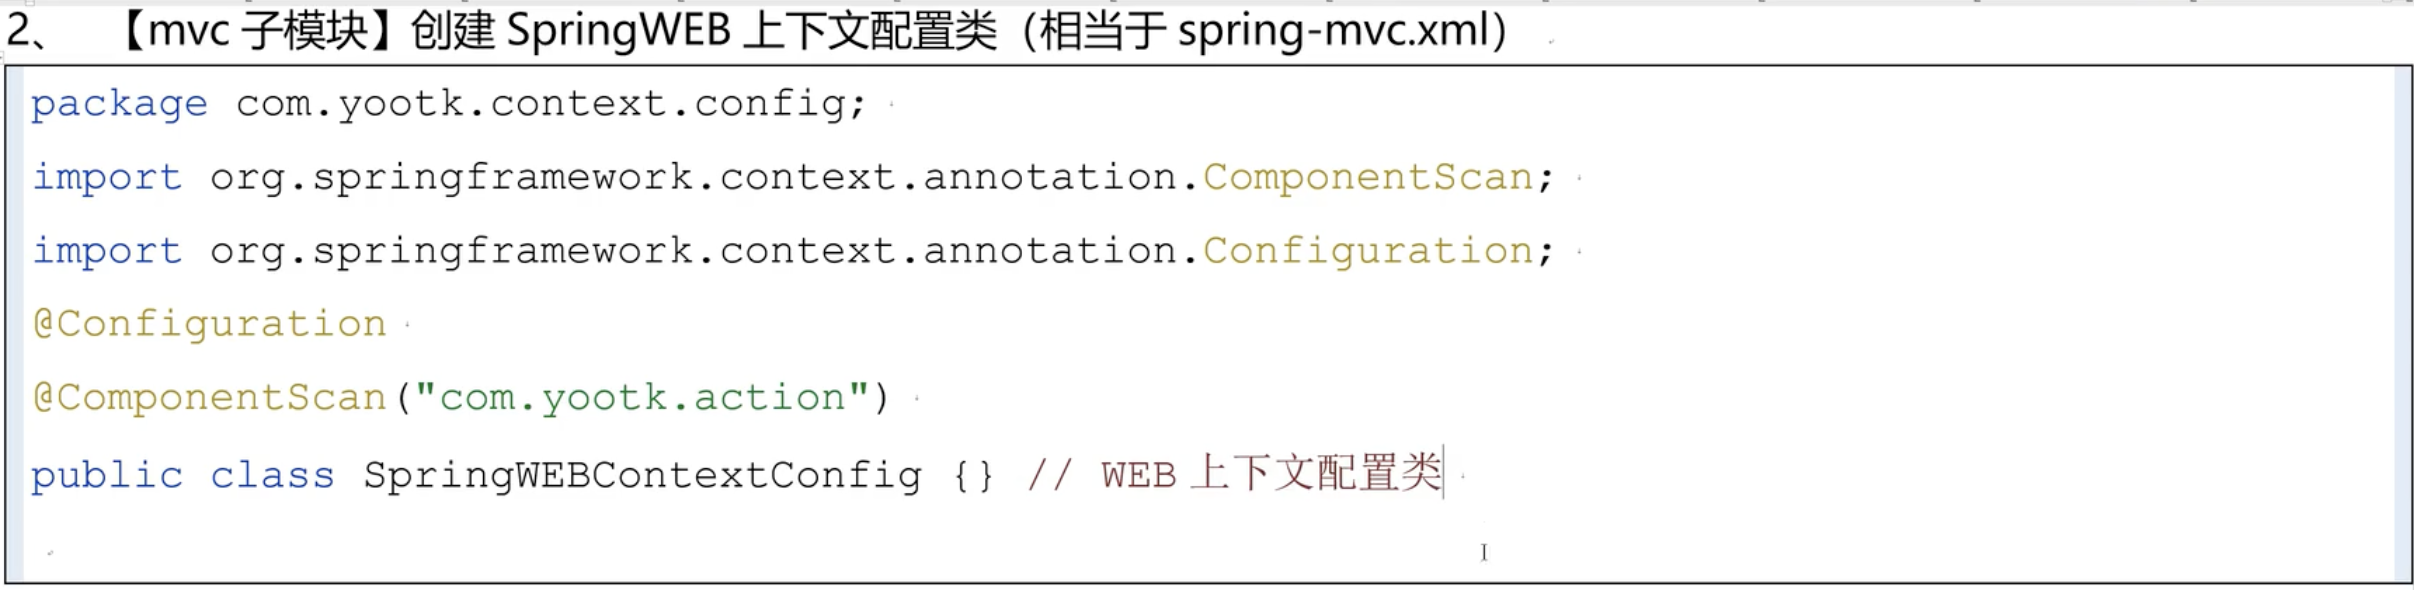 2、 【mvc 子模块】创建 SpringWEB 上下文配置类（相当于 spring-mvc.xml）
package com.yootk.context.config;
import org.springframework.context.annotation.ComponentScan;
import org.springframework.context.annotation.Configuration;
@Configuration
@ComponentScan("com.yootk.action")
public class SpringWEBContextConfig {} // WEB 上下文配置类